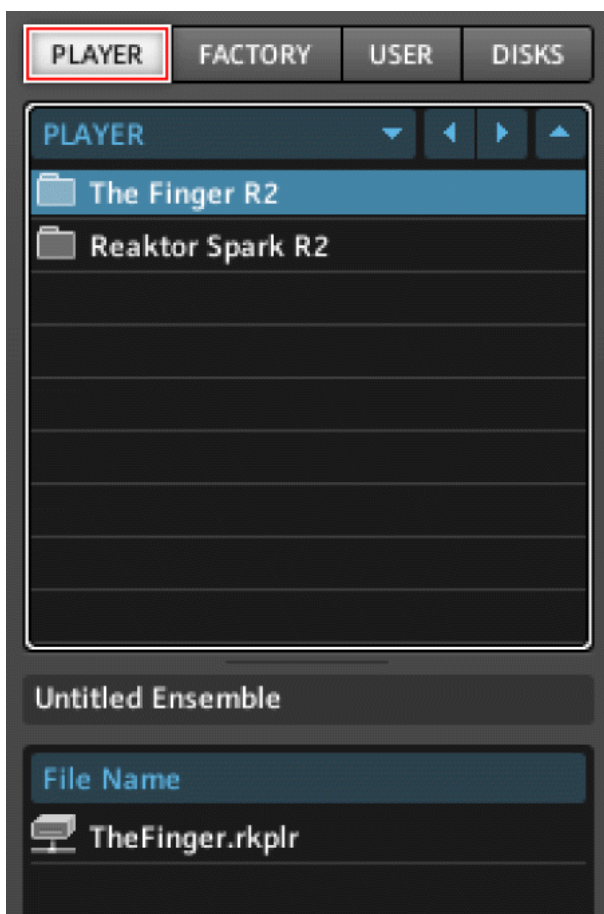 PLAYER FACTORY USER DISKS
PLAYER
The Finger R2
Reaktor Spark R2
Untitled Ensemble
File Name
TheFinger.rkplr